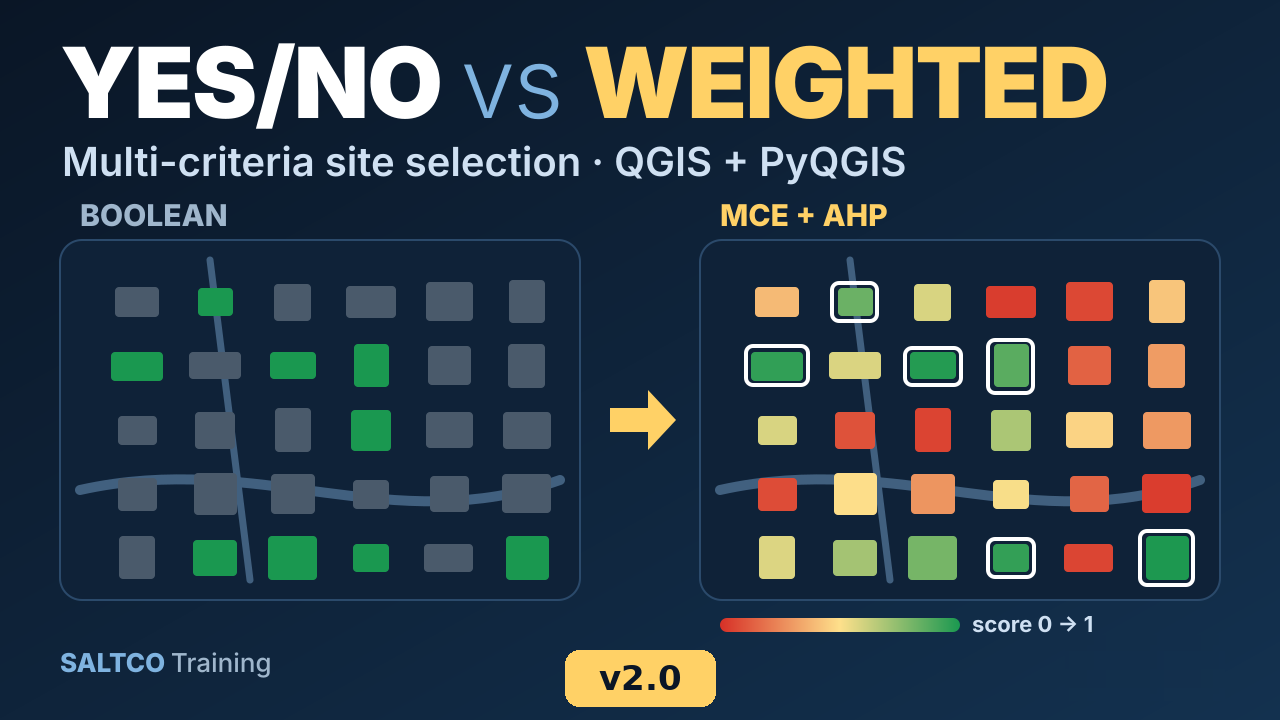 YES/NO VS WEIGHTED
Multi-criteria site selection · QGIS + PyQGIS
BOOLEAN
MCE + AHP
score 0 → 1
SALTCO Training
v2.0